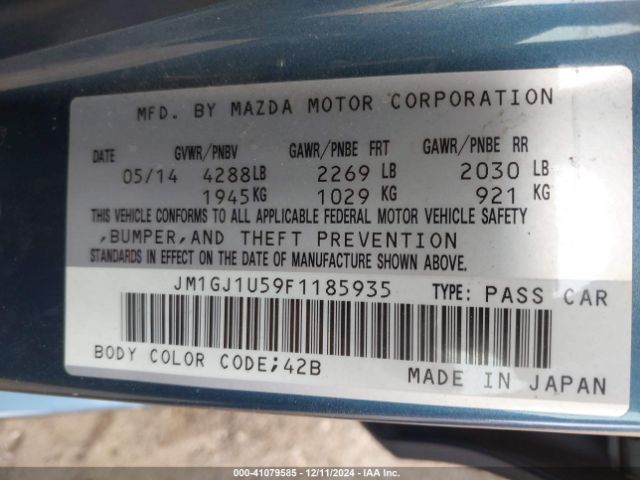 MFD. BY MAZDA MOTOR CORPORATION
DATE GVWR/PNBV GAWR/PNBE FRT GAWR/PNBE RR
05/14 4288LB 2269 LB 2030 LB
1945KG 1029 KG 921 KG
THIS VEHICLE CONFORMS TO ALL APPLICABLE FEDERAL MOTOR VEHICLE SAFETY
,BUMPER,AND THEFT PREVENTION
STANDARDS IN EFFECT ON THE DATE OF MANUFACTURE SHOWN ABOVE.
JM1GJ1U59F1185935 TYPE: PASS CAR
BODY COLOR CODE;42B
MADE IN JAPAN
000-41079585 - 12/11/2024 - IAA Inc.